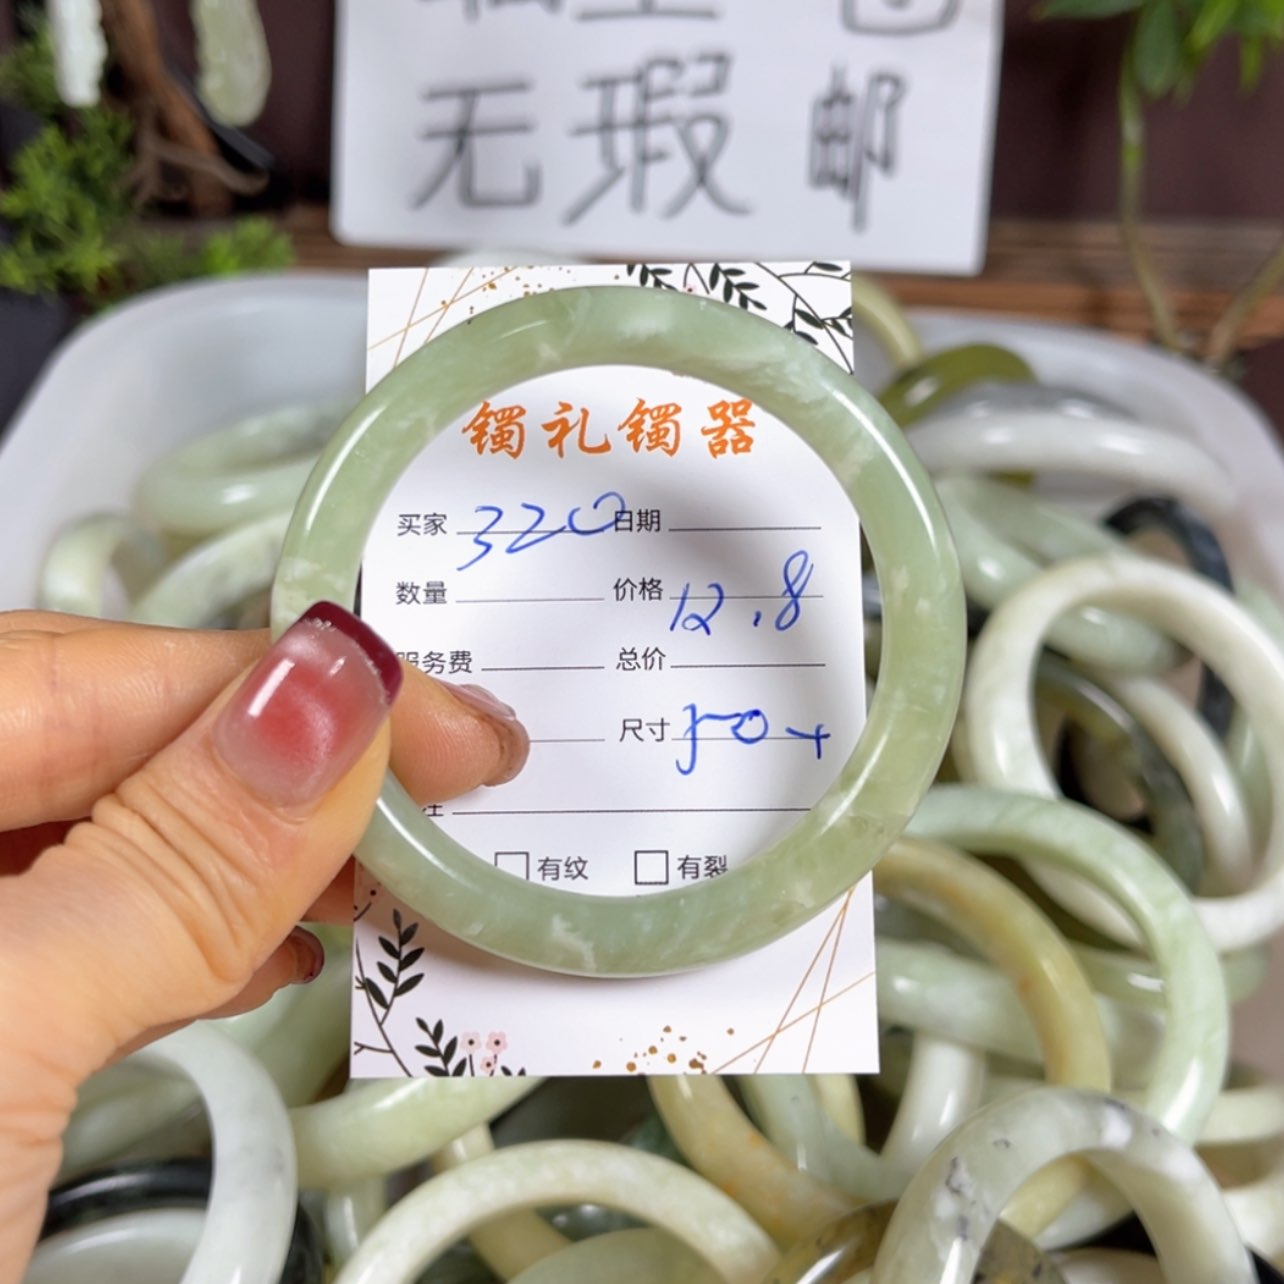 无瑕 邮
镯礼镯器
买家 320 日期
数量 价格 12.8
服务费 总价
尺寸 50+
有纹 有裂